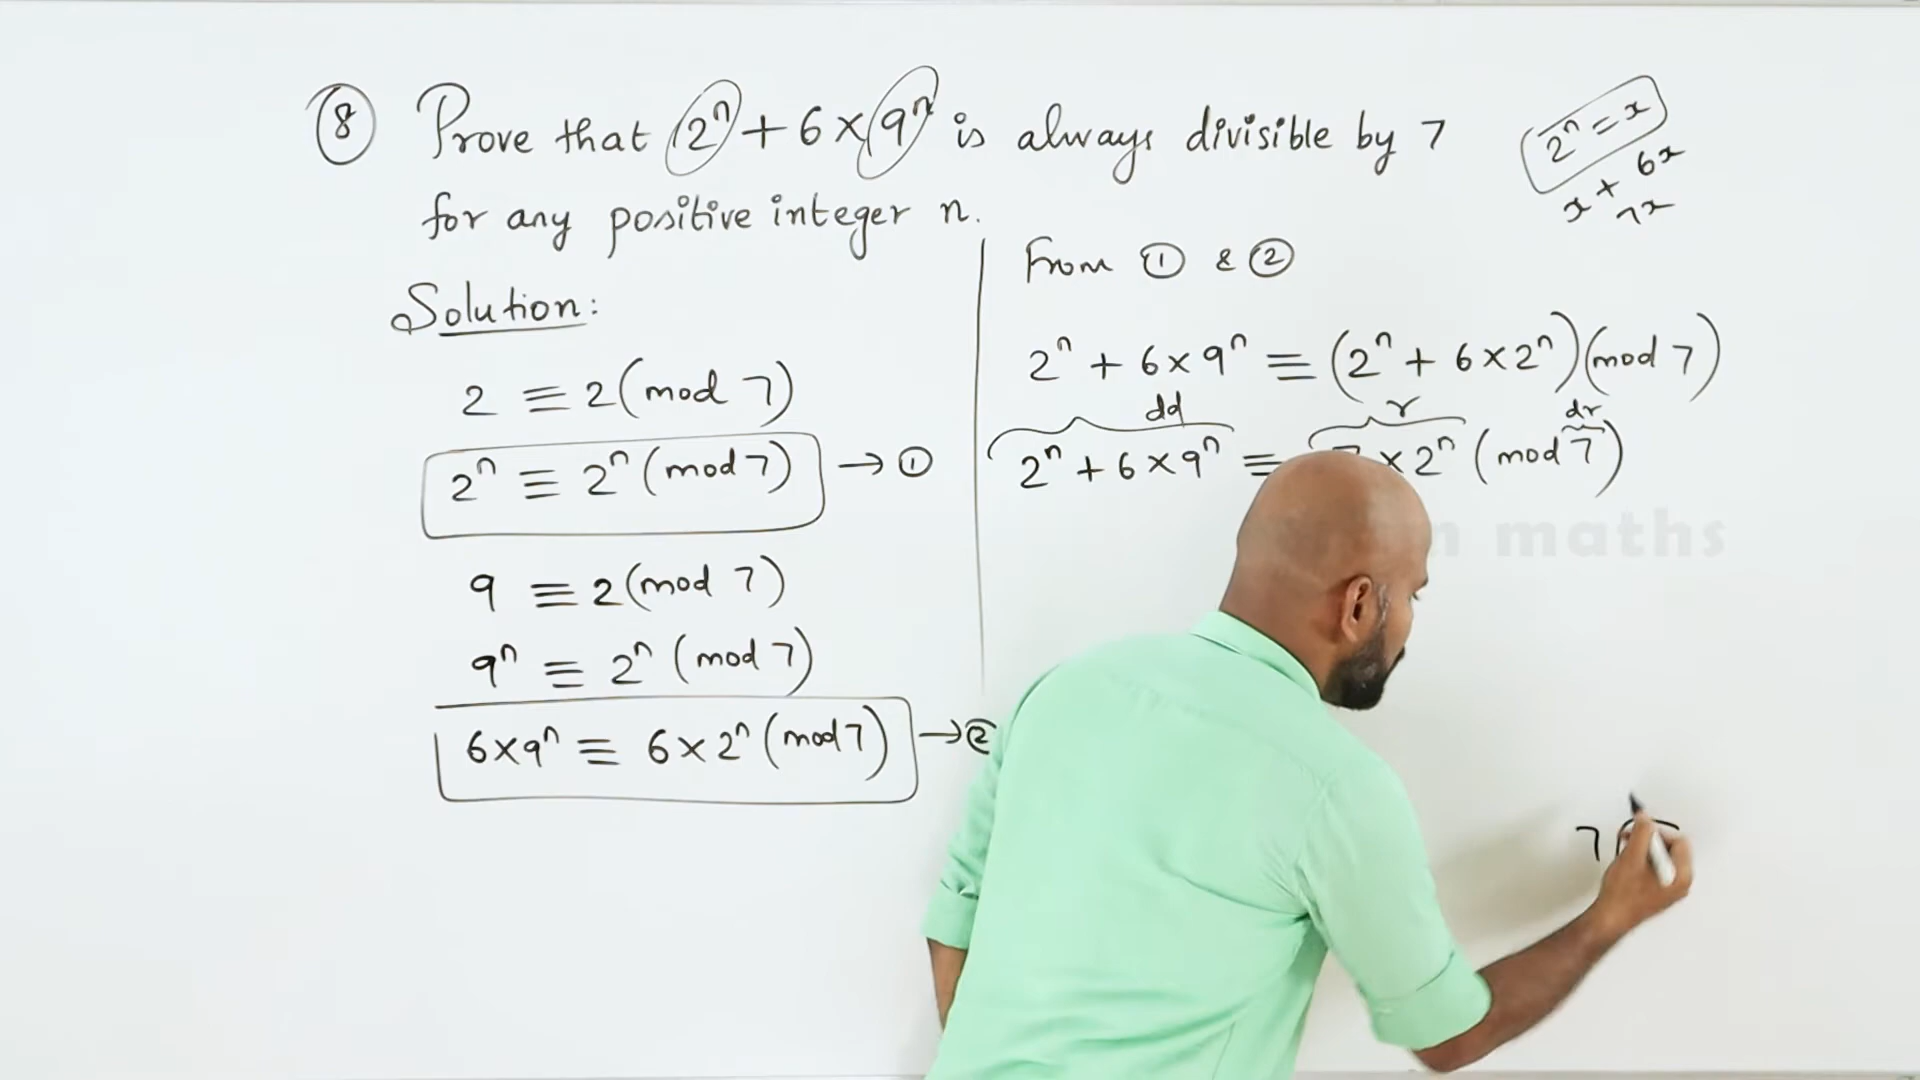 ⑧ Prove that 2ⁿ + 6 × 9ⁿ is always divisible by 7
for any positive integer n.
Solution:
2 ≡ 2 (mod 7)
2ⁿ ≡ 2ⁿ (mod 7) → ①
9 ≡ 2 (mod 7)
9ⁿ ≡ 2ⁿ (mod 7)
6 × 9ⁿ ≡ 6 × 2ⁿ (mod 7) → ②
2ⁿ = x
x + 6x
7x
From ① & ②
2ⁿ + 6 × 9ⁿ ≡ (2ⁿ + 6 × 2ⁿ) (mod 7)
dd r dr
2ⁿ + 6 × 9ⁿ ≡ × 2ⁿ (mod 7)
maths
7